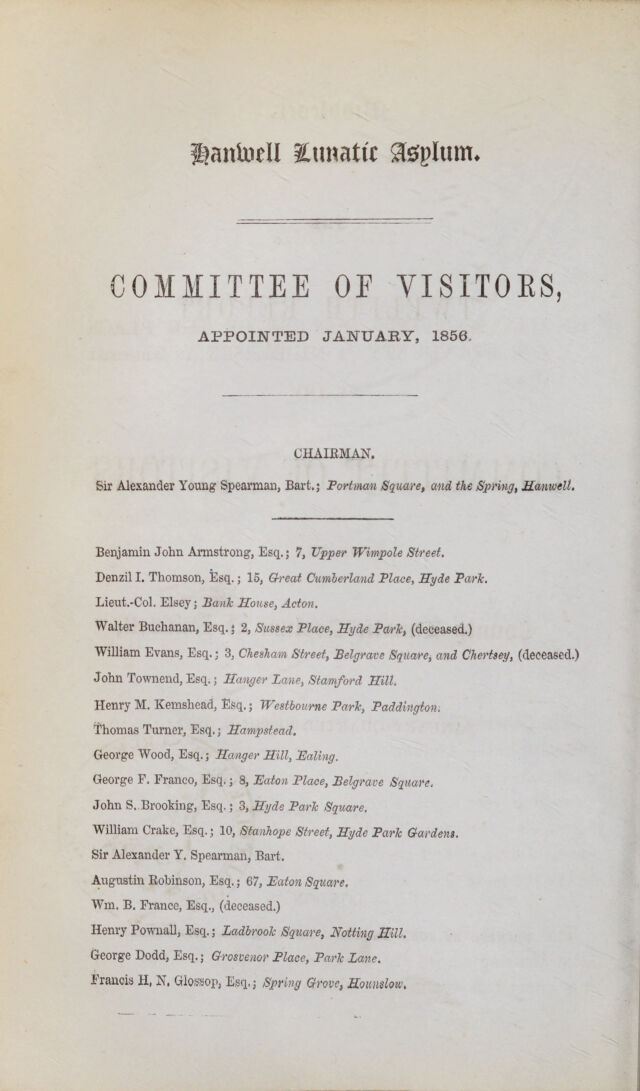 Hanwell Lunatic Asylum.
COMMITTEE OF VISITORS,
APPOINTED JANUARY, 1856.
CHAIRMAN.
Sir Alexander Young Spearman, Bart.; Portman Square, and the Spring, Hanwell.
Benjamin John Armstrong, Esq.; 7, Upper Wimpole Street.
Denzil I. Thomson, Esq.; 15, Great Cumberland Place, Hyde Park.
Lieut.-Col. Elsey; Bank House, Acton.
Walter Buchanan, Esq.; 2, Sussex Place, Hyde Park, (deceased.)
William Evans, Esq.; 3, Chesham Street, Belgrave Square, and Chertsey, (deceased.)
John Townend, Esq.; Hanger Lane, Stamford Hill.
Henry M. Kemshead, Esq.; Westbourne Park, Paddington.
Thomas Turner, Esq.; Hampstead.
George Wood, Esq.; Hanger Hill, Ealing.
George F. Franco, Esq.; 8, Eaton Place, Belgrave Square.
John S. Brooking, Esq.; 3, Hyde Park Square.
William Crake, Esq.; 10, Stanhope Street, Hyde Park Gardens.
Sir Alexander Y. Spearman, Bart.
Augustin Robinson, Esq.; 67, Eaton Square.
Wm. B. France, Esq., (deceased.)
Henry Pownall, Esq.; Ladbrook Square, Notting Hill.
George Dodd, Esq.; Grosvenor Place, Park Lane.
Francis H. N. Glossop, Esq.; Spring Grove, Hounslow.